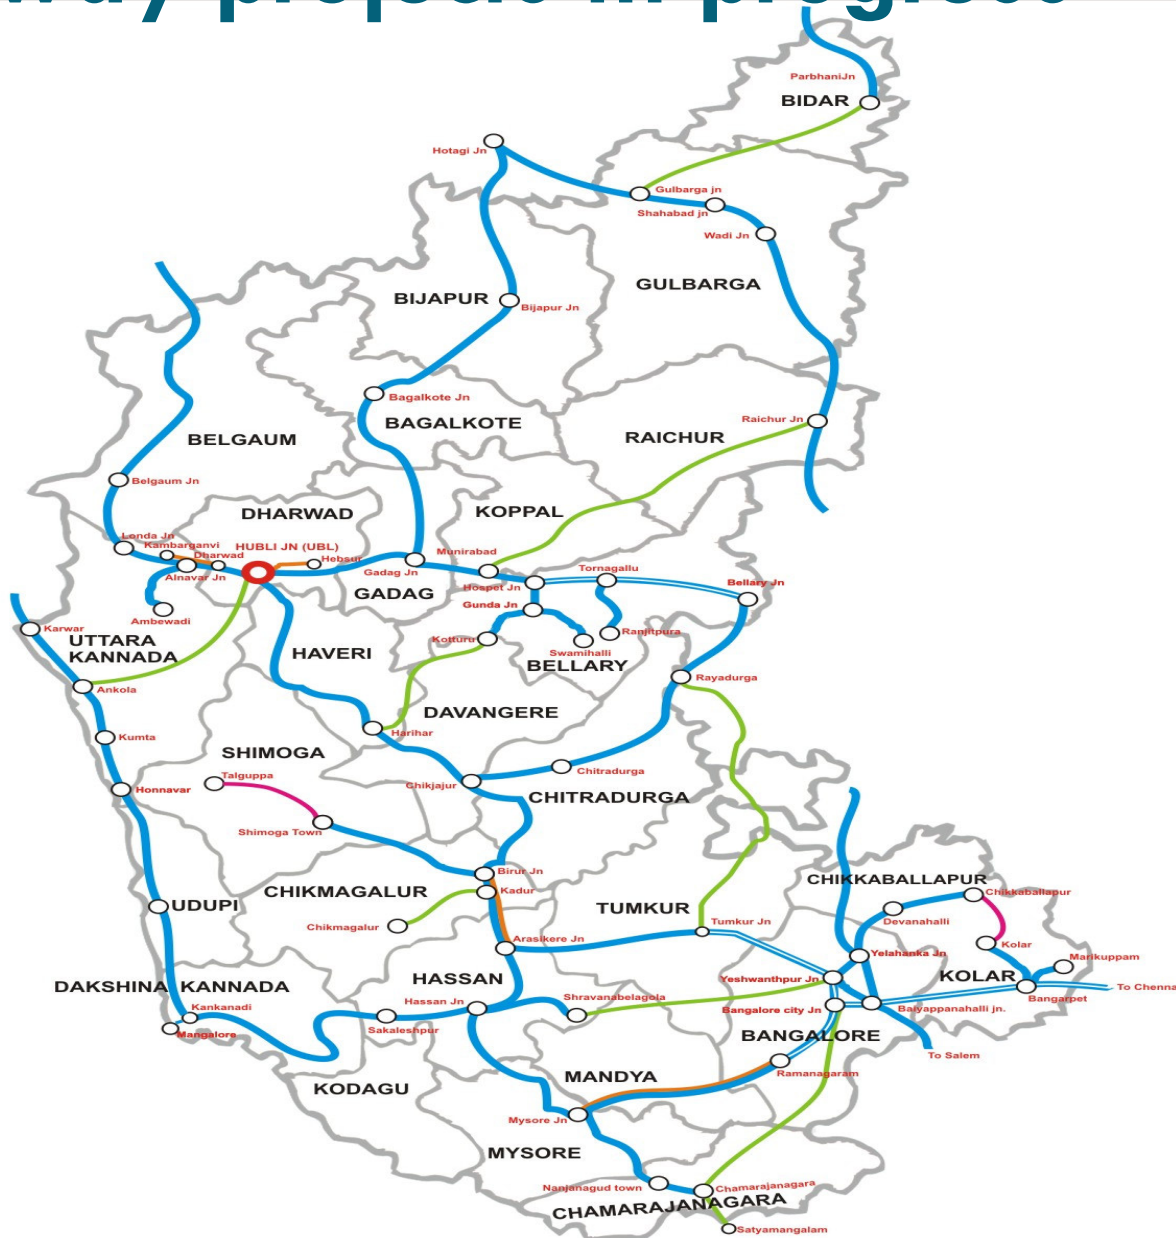 way project in progress
ParbhaniJn
BIDAR
Hotagi Jn
Gulbarga jn
Shahabad jn
Wadi Jn
GULBARGA
BIJAPUR
Bijapur Jn
Bagalkote Jn
BAGALKOTE
Raichur Jn
RAICHUR
BELGAUM
Belgaum Jn
DHARWAD
KOPPAL
Londa Jn
Kambarganvi
HUBLI JN (UBL)
Dharwad
Hebsur
Munirabad
Alnavar Jn
Gadag Jn
Tornagallu
Hospet Jn
Bellary Jn
GADAG
Gunda Jn
Ambewadi
Karwar
UTTARA
KANNADA
Kotturu
Ranjitpura
HAVERI
Swamihalli
BELLARY
Rayadurga
Ankola
DAVANGERE
Harihar
Kumta
SHIMOGA
Talguppa
Chitradurga
Chikjajur
Honnavar
CHITRADURGA
Shimoga Town
Birur Jn
CHIKKABALLAPUR
CHIKMAGALUR
Kadur
Chikkaballapur
UDUPI
TUMKUR
Devanahalli
Chikmagalur
Tumkur Jn
Arasikere Jn
Kolar
Yelahanka Jn
Marikuppam
HASSAN
Yeshwanthpur Jn
KOLAR
DAKSHINA KANNADA
To Chenna
Shravanabelagola
Bangarpet
Hassan Jn
Kankanadi
Bangalore city Jn
Baiyappanahalli jn.
Sakaleshpur
Mangalore
BANGALORE
To Salem
Ramanagaram
MANDYA
KODAGU
Mysore Jn
MYSORE
Nanjanagud town
Chamarajanagara
CHAMARAJANAGARA
Satyamangalam